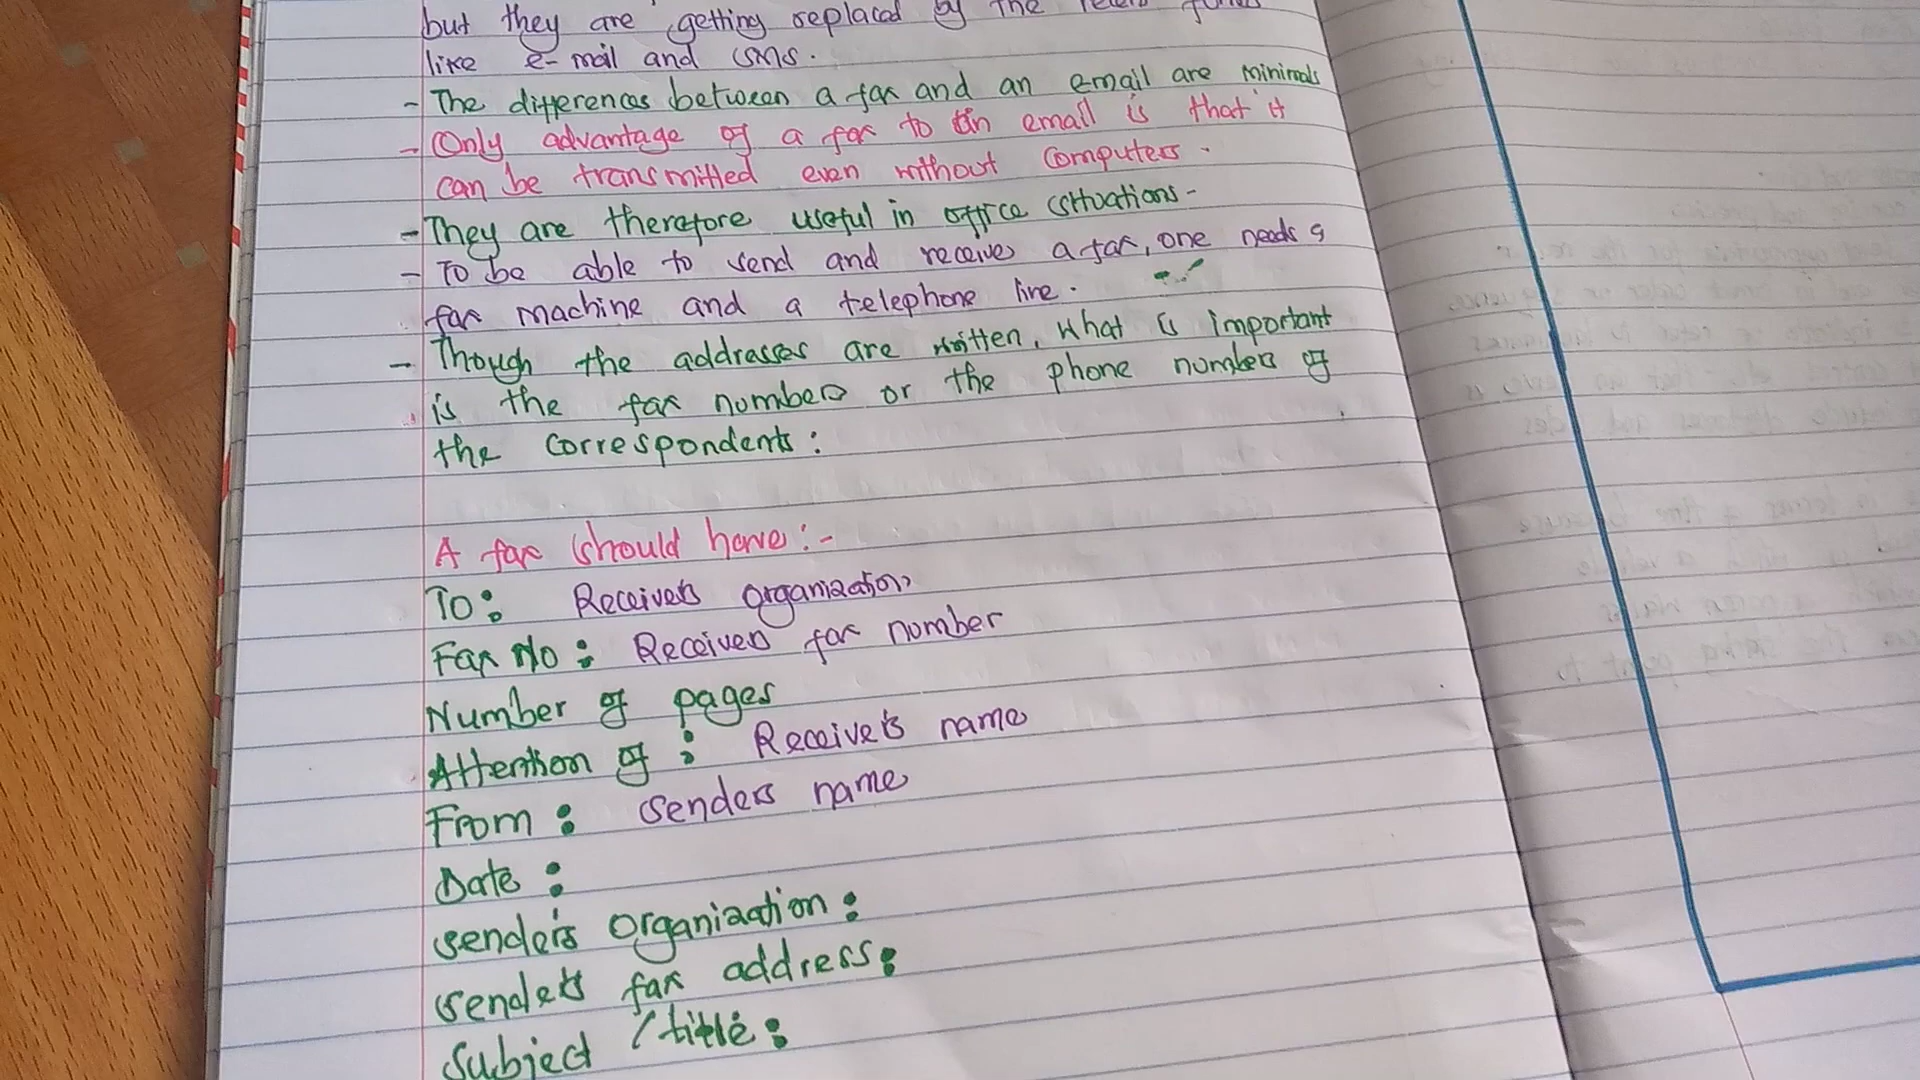 but they are getting replaced by the
like e-mail and sms.
- The differences between a fax and an email are minimals
- Only advantage of a fax to an email is that it
can be transmitted even without computers.
- They are therefore useful in office situations-
- To be able to send and receive a fax, one needs a
fax machine and a telephone line.
- Though the addresses are written, what is important
is the fax numbers or the phone numbers of
the correspondents:
A fax should have:-
To: Receivers organization
Fax No: Receivers fax number
Number of pages
Attention of: Receiver's name
From: Senders name
Date:
sender's organization:
sender's fax address:
Subject / title: